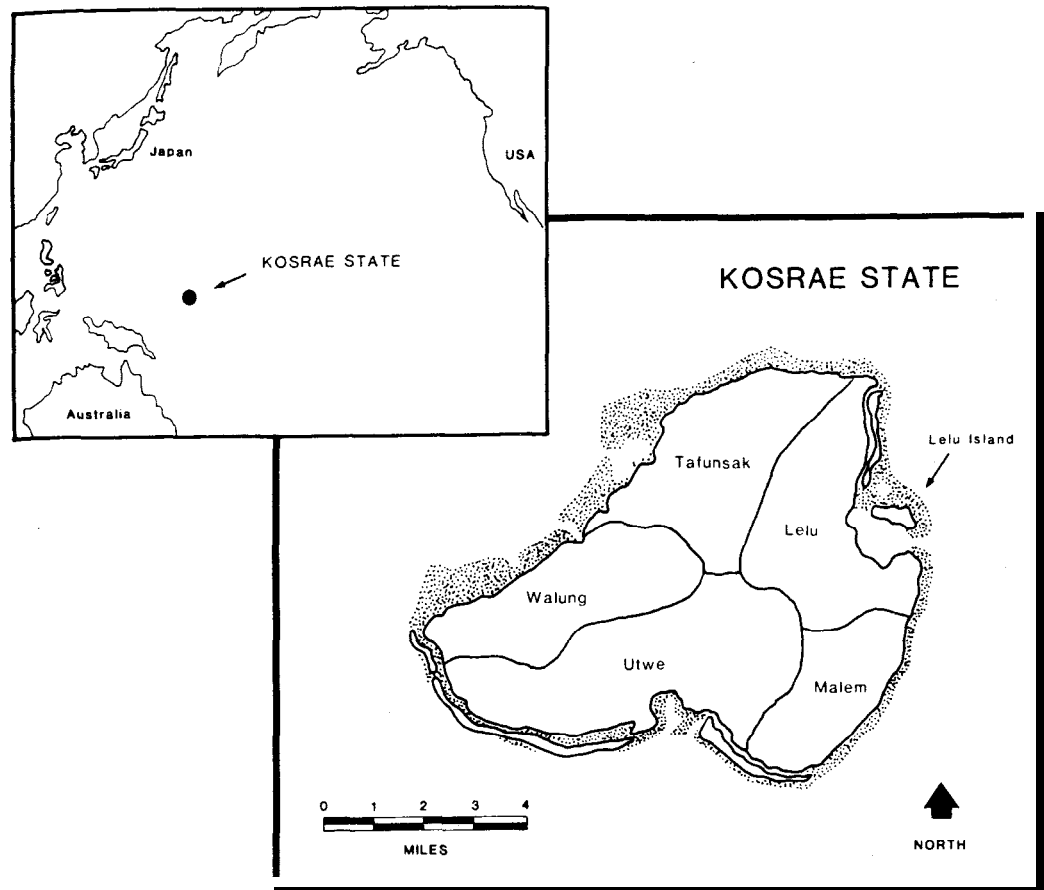 Japan
USA
KOSRAE STATE
Australia
KOSRAE STATE
Lelu Island
Tafunsak
Lelu
Walung
Utwe
Malem
0 1 2 3 4
MILES
NORTH